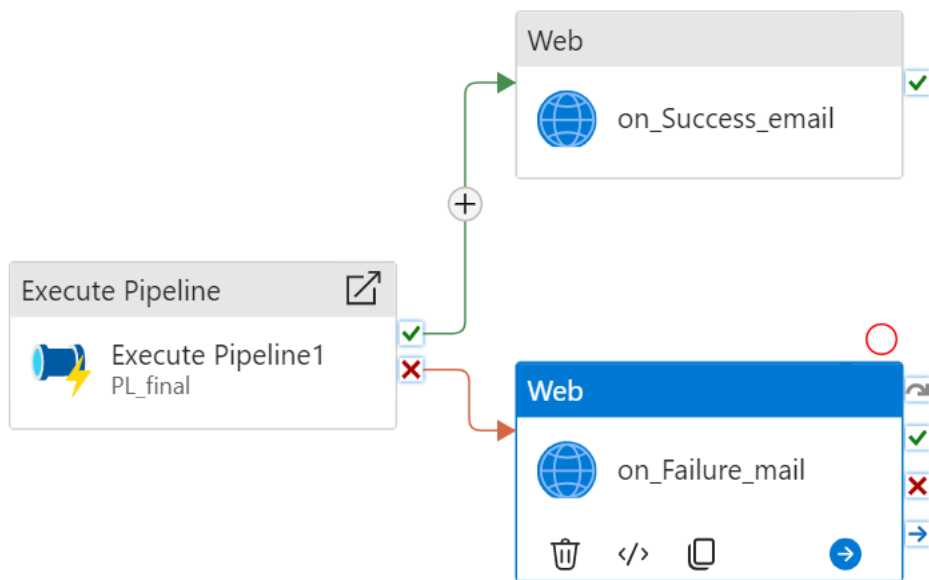 Web
on_Success_email
Execute Pipeline
Execute Pipeline1
PL_final
Web
on_Failure_mail